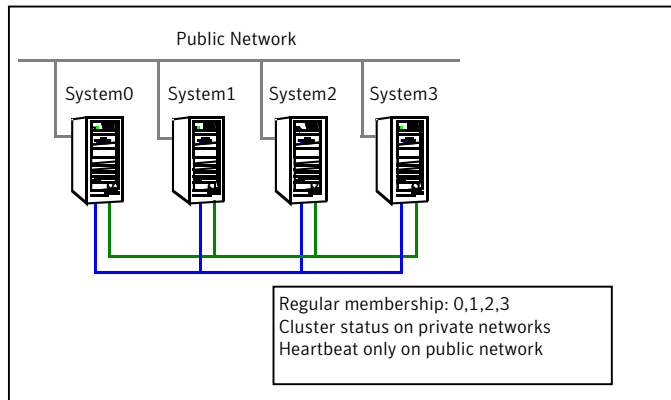 Public Network
System0
System1
System2
System3
Regular membership: 0,1,2,3
Cluster status on private networks
Heartbeat only on public network